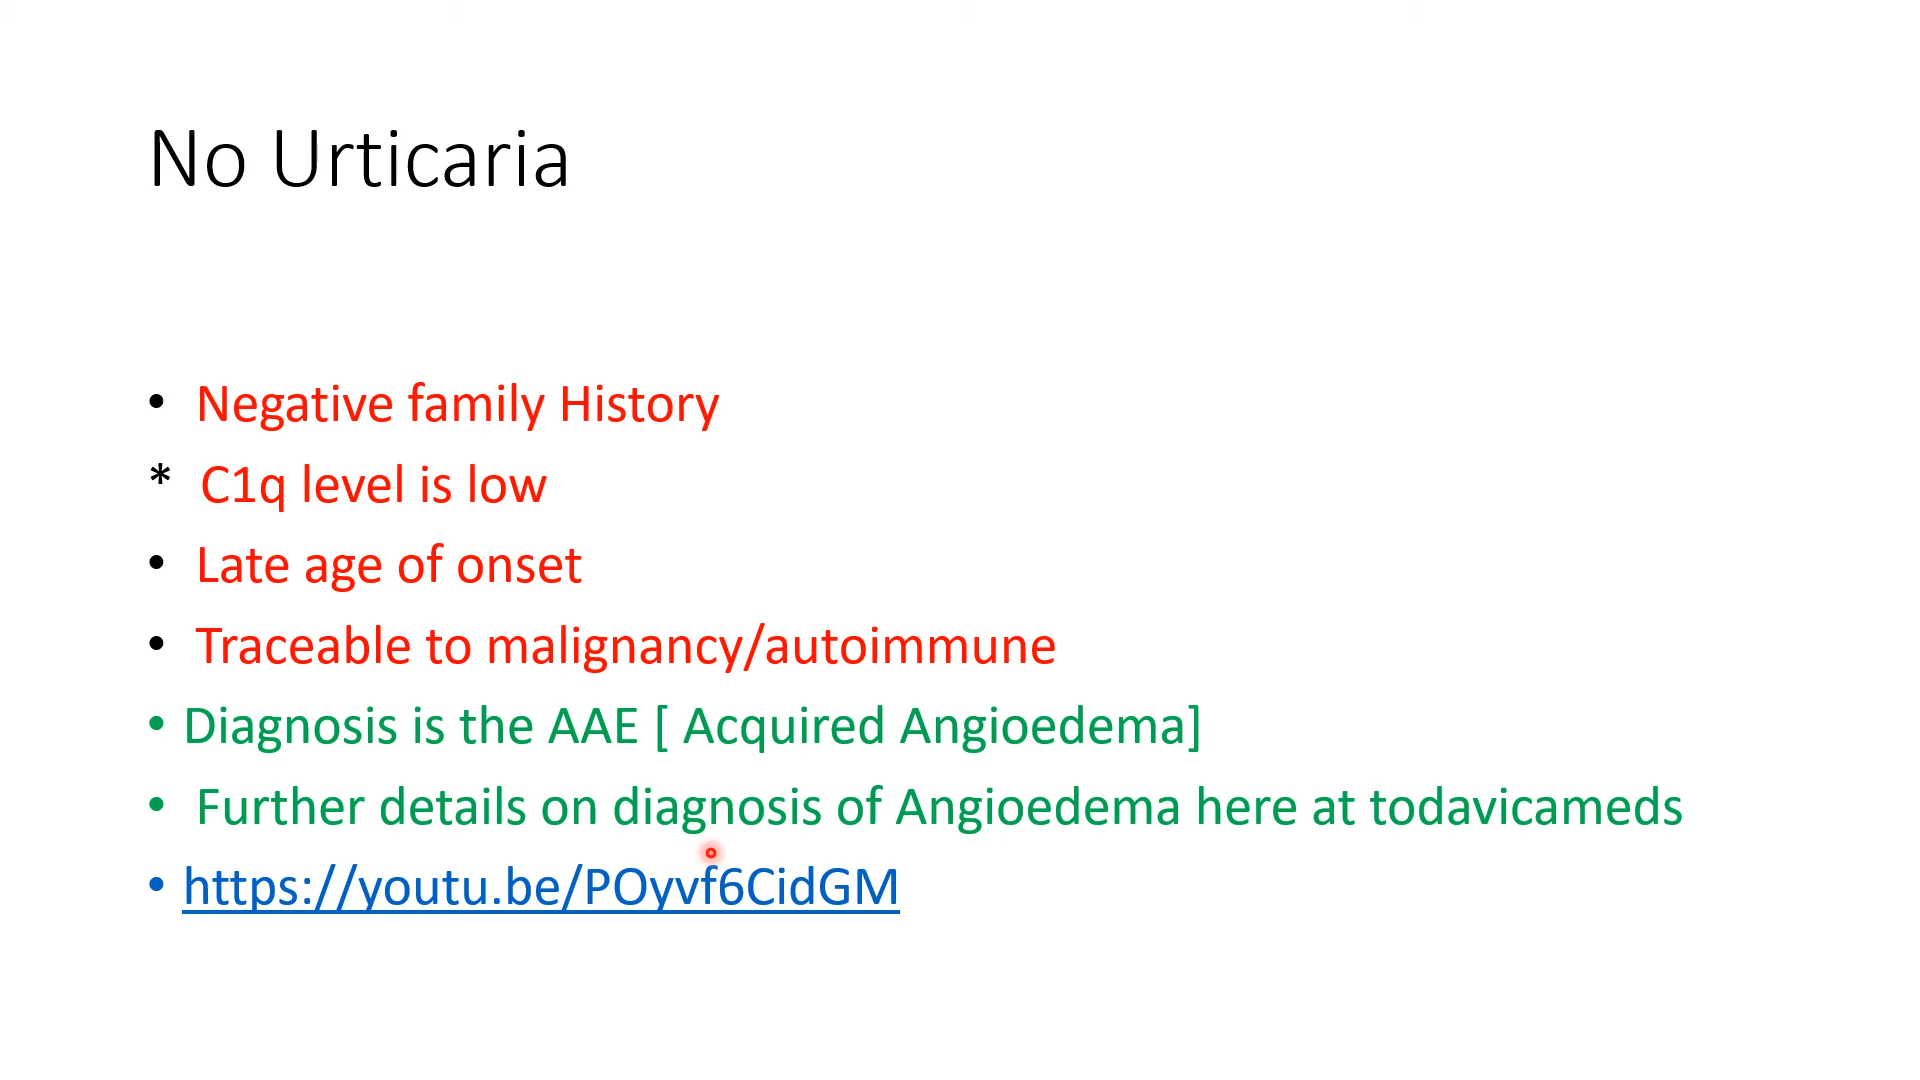 No Urticaria
• Negative family History
* C1q level is low
• Late age of onset
• Traceable to malignancy/autoimmune
• Diagnosis is the AAE [ Acquired Angioedema]
• Further details on diagnosis of Angioedema here at todavicameds
• https://youtu.be/POyvf6CidGM